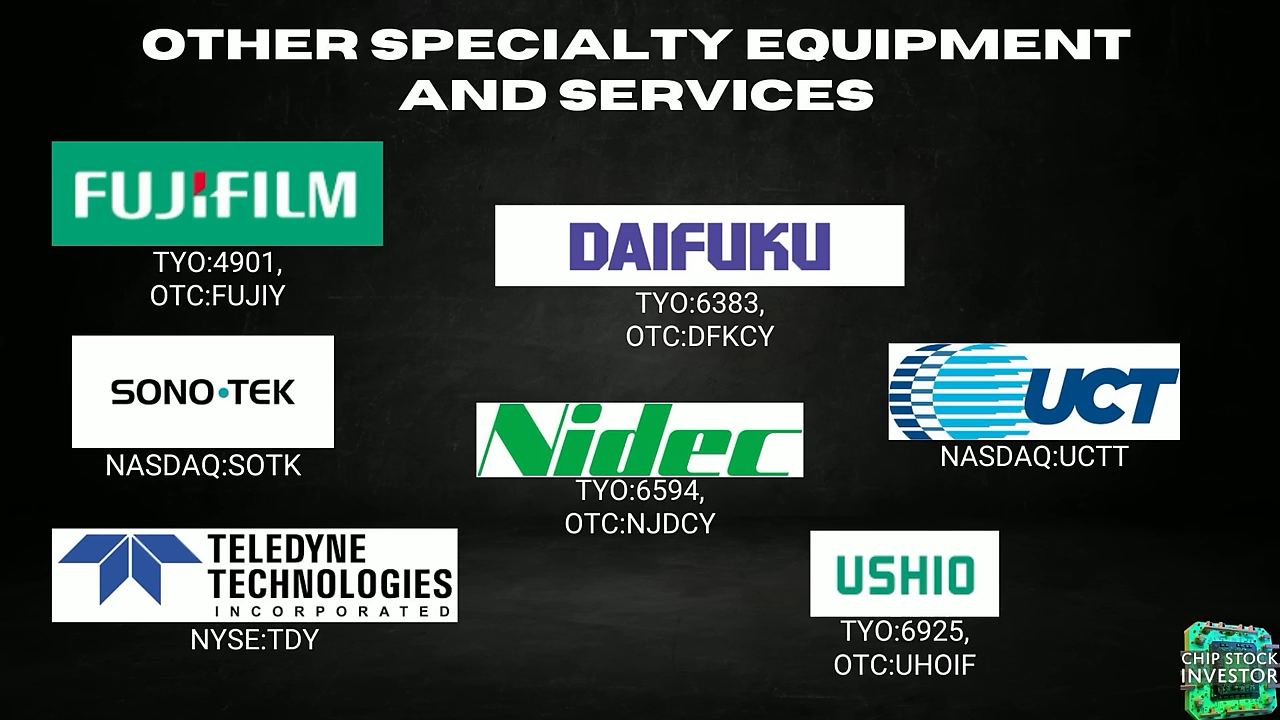 OTHER SPECIALTY EQUIPMENT
AND SERVICES
FUJIFILM
TYO:4901,
OTC:FUJIY
DAIFUKU
TYO:6383,
OTC:DFKCY
SONO•TEK
NASDAQ:SOTK
Nidec
TYO:6594,
OTC:NJDCY
UCT
NASDAQ:UCTT
TELEDYNE
TECHNOLOGIES
INCORPORATED
NYSE:TDY
USHIO
TYO:6925,
OTC:UHOIF
CHIP STOCK
INVESTOR